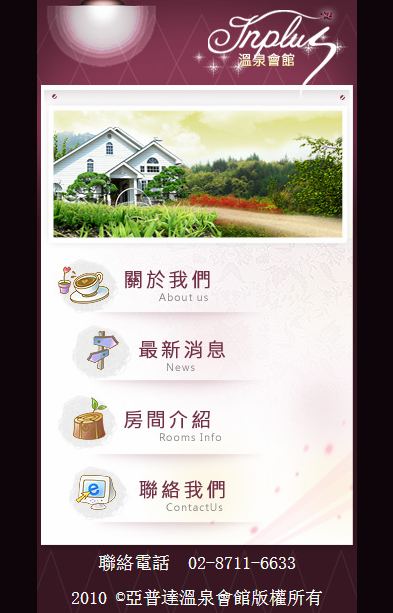 Inplus
溫泉會館
關於我們
About us
最新消息
News
房間介紹
Rooms Info
聯絡我們
ContactUs
聯絡電話 02-8711-6633
2010 ©亞普達溫泉會館版權所有